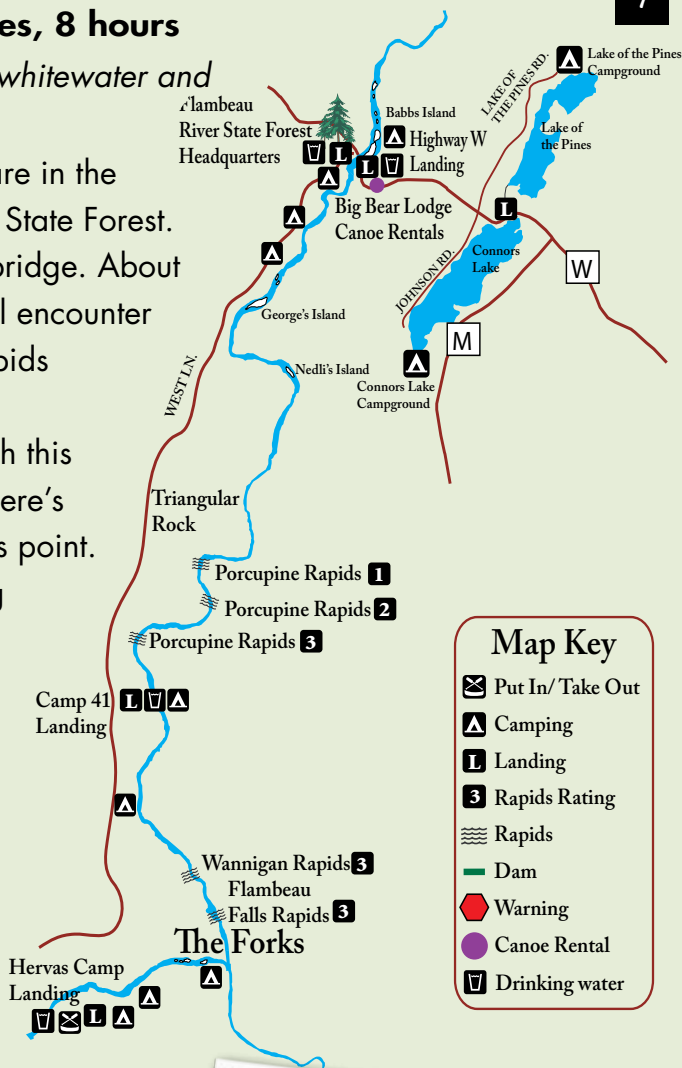 7
es, 8 hours
whitewater and
re in the
State Forest.
bridge. About
l encounter
pids
h this
ere's
s point.
g
Flambeau
River State Forest
Headquarters
L
Babbs Island
Highway W
L
Landing
Big Bear Lodge
Canoe Rentals
LAKE OF
THE PINES RD.
Lake of the Pines
Campground
Lake of
the Pines
L
Connors
Lake
JOHNSON RD.
W
M
Connors Lake
Campground
George's Island
Nedli's Island
WEST LN.
Triangular
Rock
Porcupine Rapids 1
Porcupine Rapids 2
Porcupine Rapids 3
Camp 41 L
Landing
Wannigan Rapids 3
Flambeau
Falls Rapids 3
The Forks
Hervas Camp
Landing
L
Map Key
Put In/ Take Out
Camping
L Landing
3 Rapids Rating
Rapids
Dam
Warning
Canoe Rental
Drinking water